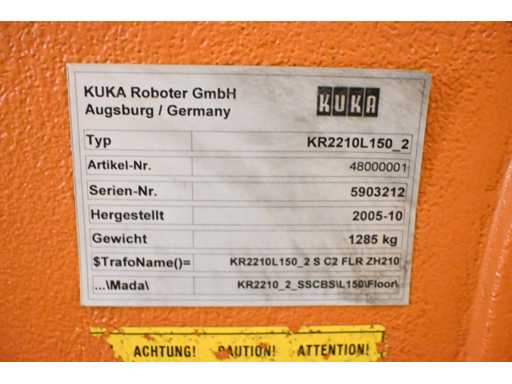 KUKA Roboter GmbH
Augsburg / Germany
KUKA
Typ KR2210L150_2
Artikel-Nr. 48000001
Serien-Nr. 5903212
Hergestellt 2005-10
Gewicht 1285 kg
$TrafoName()= KR2210L150_2 S C2 FLR ZH210
...\Mada\ KR2210_2_SSCBS\L150\Floor\
ACHTUNG! CAUTION! ATTENTION!